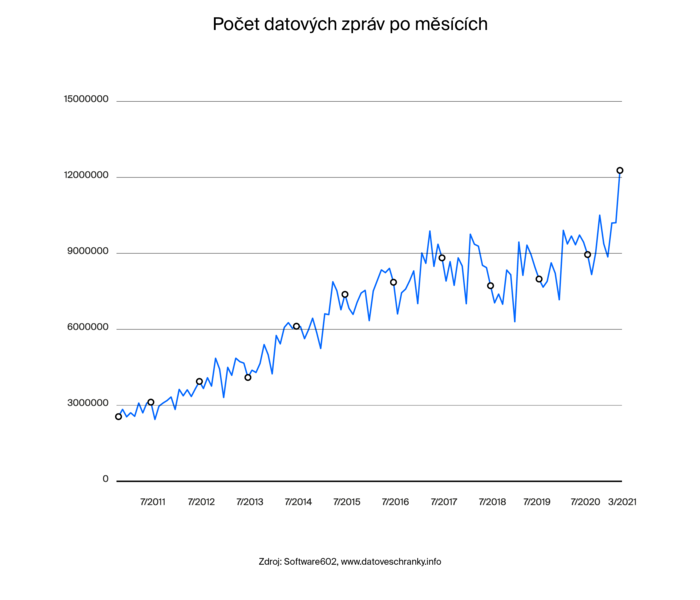 Počet datových zpráv po měsících
15000000
12000000
9000000
6000000
3000000
0
7/2011 7/2012 7/2013 7/2014 7/2015 7/2016 7/2017 7/2018 7/2019 7/2020 3/2021
Zdroj: Software602, www.datoveschranky.info